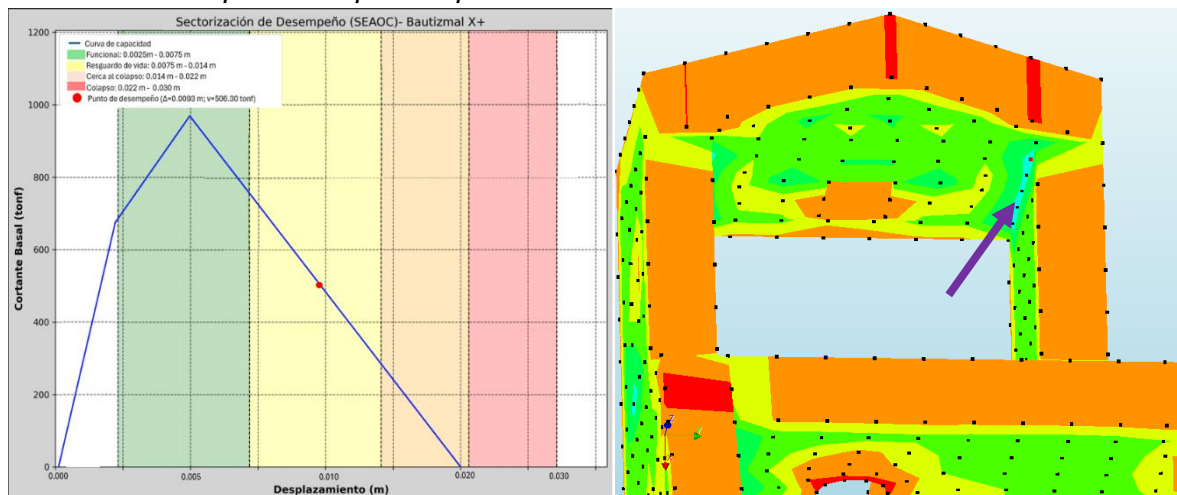 Sectorización de Desempeño (SEAOC)- Bautizmal X+
1200
1000
800
600
400
200
0
Cortante Basal (tonf)
Curva de capacidad
Funcional: 0.0025m - 0.0075 m
Resguardo de vida: 0.0075 m - 0.014 m
Cerca al colapso: 0.014 m - 0.022 m
Colapso: 0.022 m – 0.030 m
Punto de desempeño (Δ=0.0093 m; v=506.30 tonf)
0.000
0.005
0.010
0.020
0.030
Desplazamiento (m)